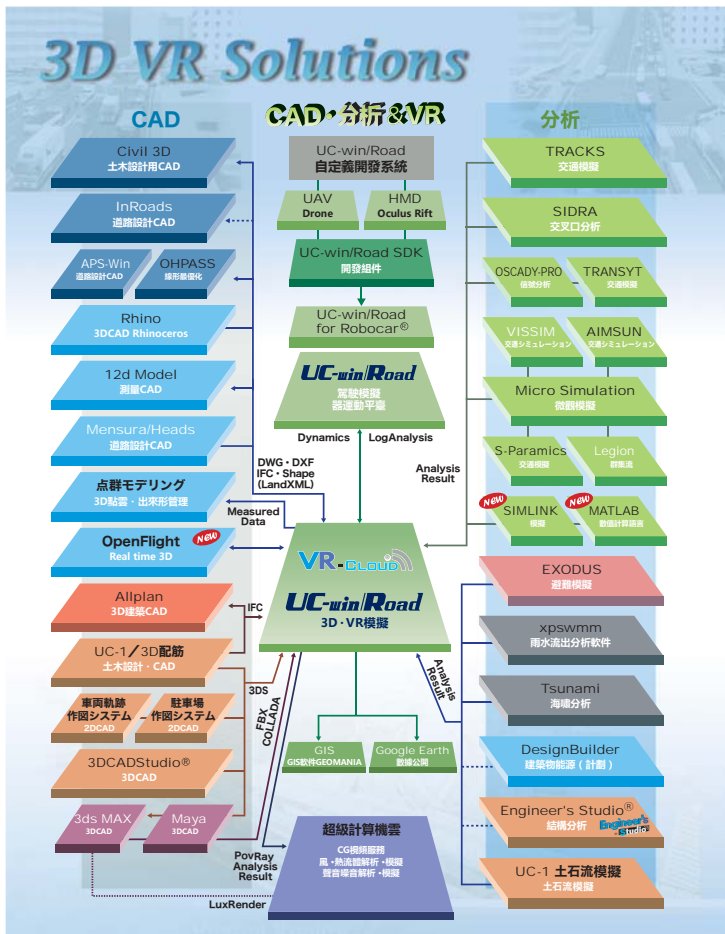 3D VR Solutions
CAD
Civil 3D
土木設計用CAD
InRoads
道路設計CAD
APS-Win
道路設計CAD
OHPASS
線形最優化
Rhino
3DCAD Rhinoceros
12d Model
測量CAD
Mensura/Heads
道路設計CAD
点群モデリング
3D點雲・出來形管理
OpenFlight
New
Real time 3D
Allplan
3D建築CAD
UC-1／3D配筋
土木設計・CAD
車両軌跡
作図システム
2DCAD
駐車場
作図システム
2DCAD
3DCADStudio®
3DCAD
3ds MAX
3DCAD
Maya
3DCAD
CAD・分析&VR
UC-win/Road
自定義開發系統
UAV
Drone
HMD
Oculus Rift
UC-win/Road SDK
開發組件
UC-win/Road
for Robocar®
UC-win/Road
駕駛模擬
器運動平臺
Dynamics
LogAnalysis
DWG・DXF
IFC・Shape
(LandXML)
Measured
Data
Analysis
Result
VR-CLOUD
UC-win/Road
3D・VR模擬
IFC
3DS
FBX
COLLADA
Analysis
Result
GIS
GIS軟件GEOMANIA
Google Earth
數據公開
超級計算機雲
CG視頻服務
風・熱流體解析・模擬
聲音噪音解析・模擬
PovRay
Analysis
Result
LuxRender
分析
TRACKS
交通模擬
SIDRA
交叉口分析
OSCADY-PRO
信號分析
TRANSYT
交通模擬
VISSIM
交通シミュレーション
AIMSUN
交通シミュレーション
Micro Simulation
微觀模擬
S-Paramics
交通模擬
Legion
群集流
New
SIMLINK
模擬
New
MATLAB
数值計算語言
EXODUS
避難模擬
xpswmm
雨水流出分析軟件
Tsunami
海嘯分析
DesignBuilder
建築物能源（計劃）
Engineer's Studio®
結構分析
Engineer's Studio
UC-1 土石流模擬
土石流模擬